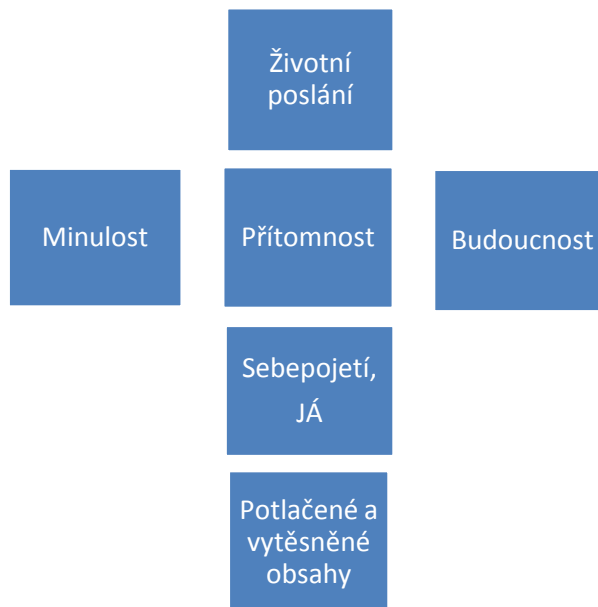 Životní
poslání
Minulost
Přítomnost
Budoucnost
Sebepojetí,
JÁ
Potlačené a
vytěsněné
obsahy